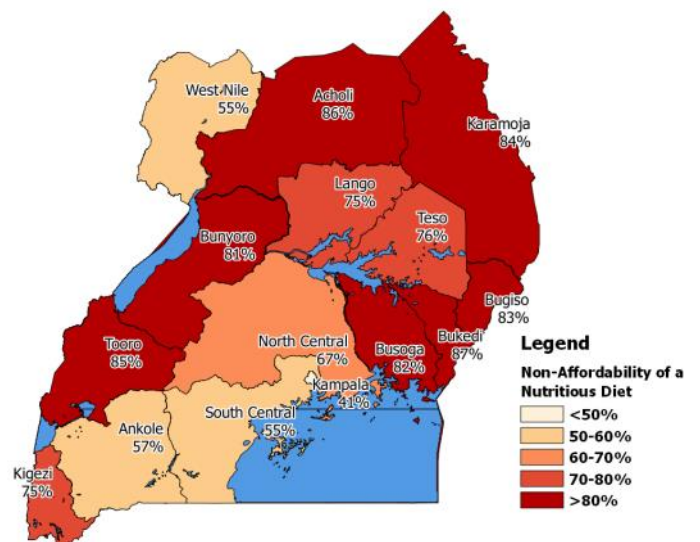 West Nile
55%
Acholi
86%
Karamoja
84%
Lango
75%
Teso
76%
Bunyoro
81%
Bugiso
83%
Bukedi
87%
Tooro
85%
North Central
67%
Busoga
82%
Kampala
41%
South Central
55%
Ankole
57%
Kigezi
75%
Legend
Non-Affordability of a
Nutritious Diet
<50%
50-60%
60-70%
70-80%
>80%